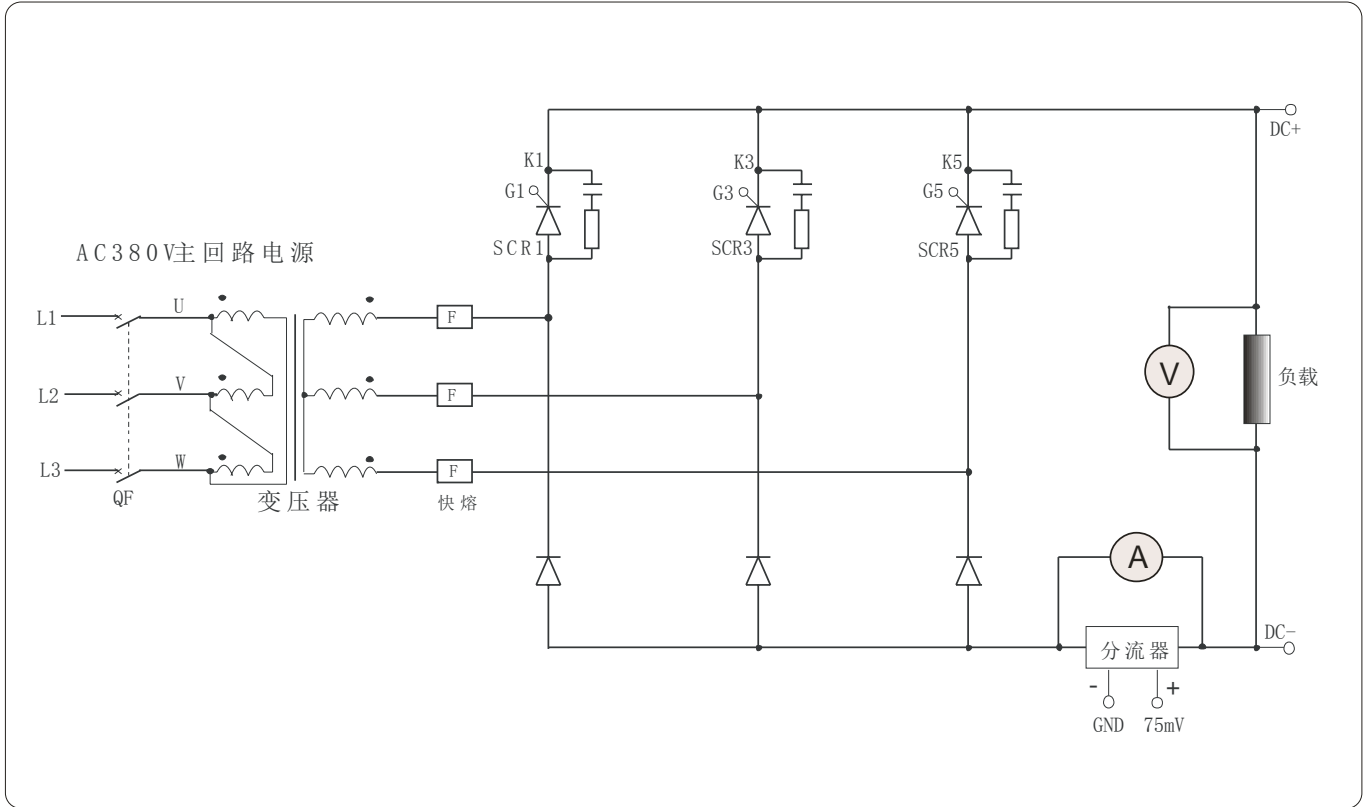 DC+
K1
K3
K5
G1
G3
G5
SCR1
SCR3
SCR5
AC380V主回路电源
L1
U
F
L2
V
F
V
负载
L3
W
F
QF
变压器
快熔
A
DC-
分流器
- +
GND 75mV